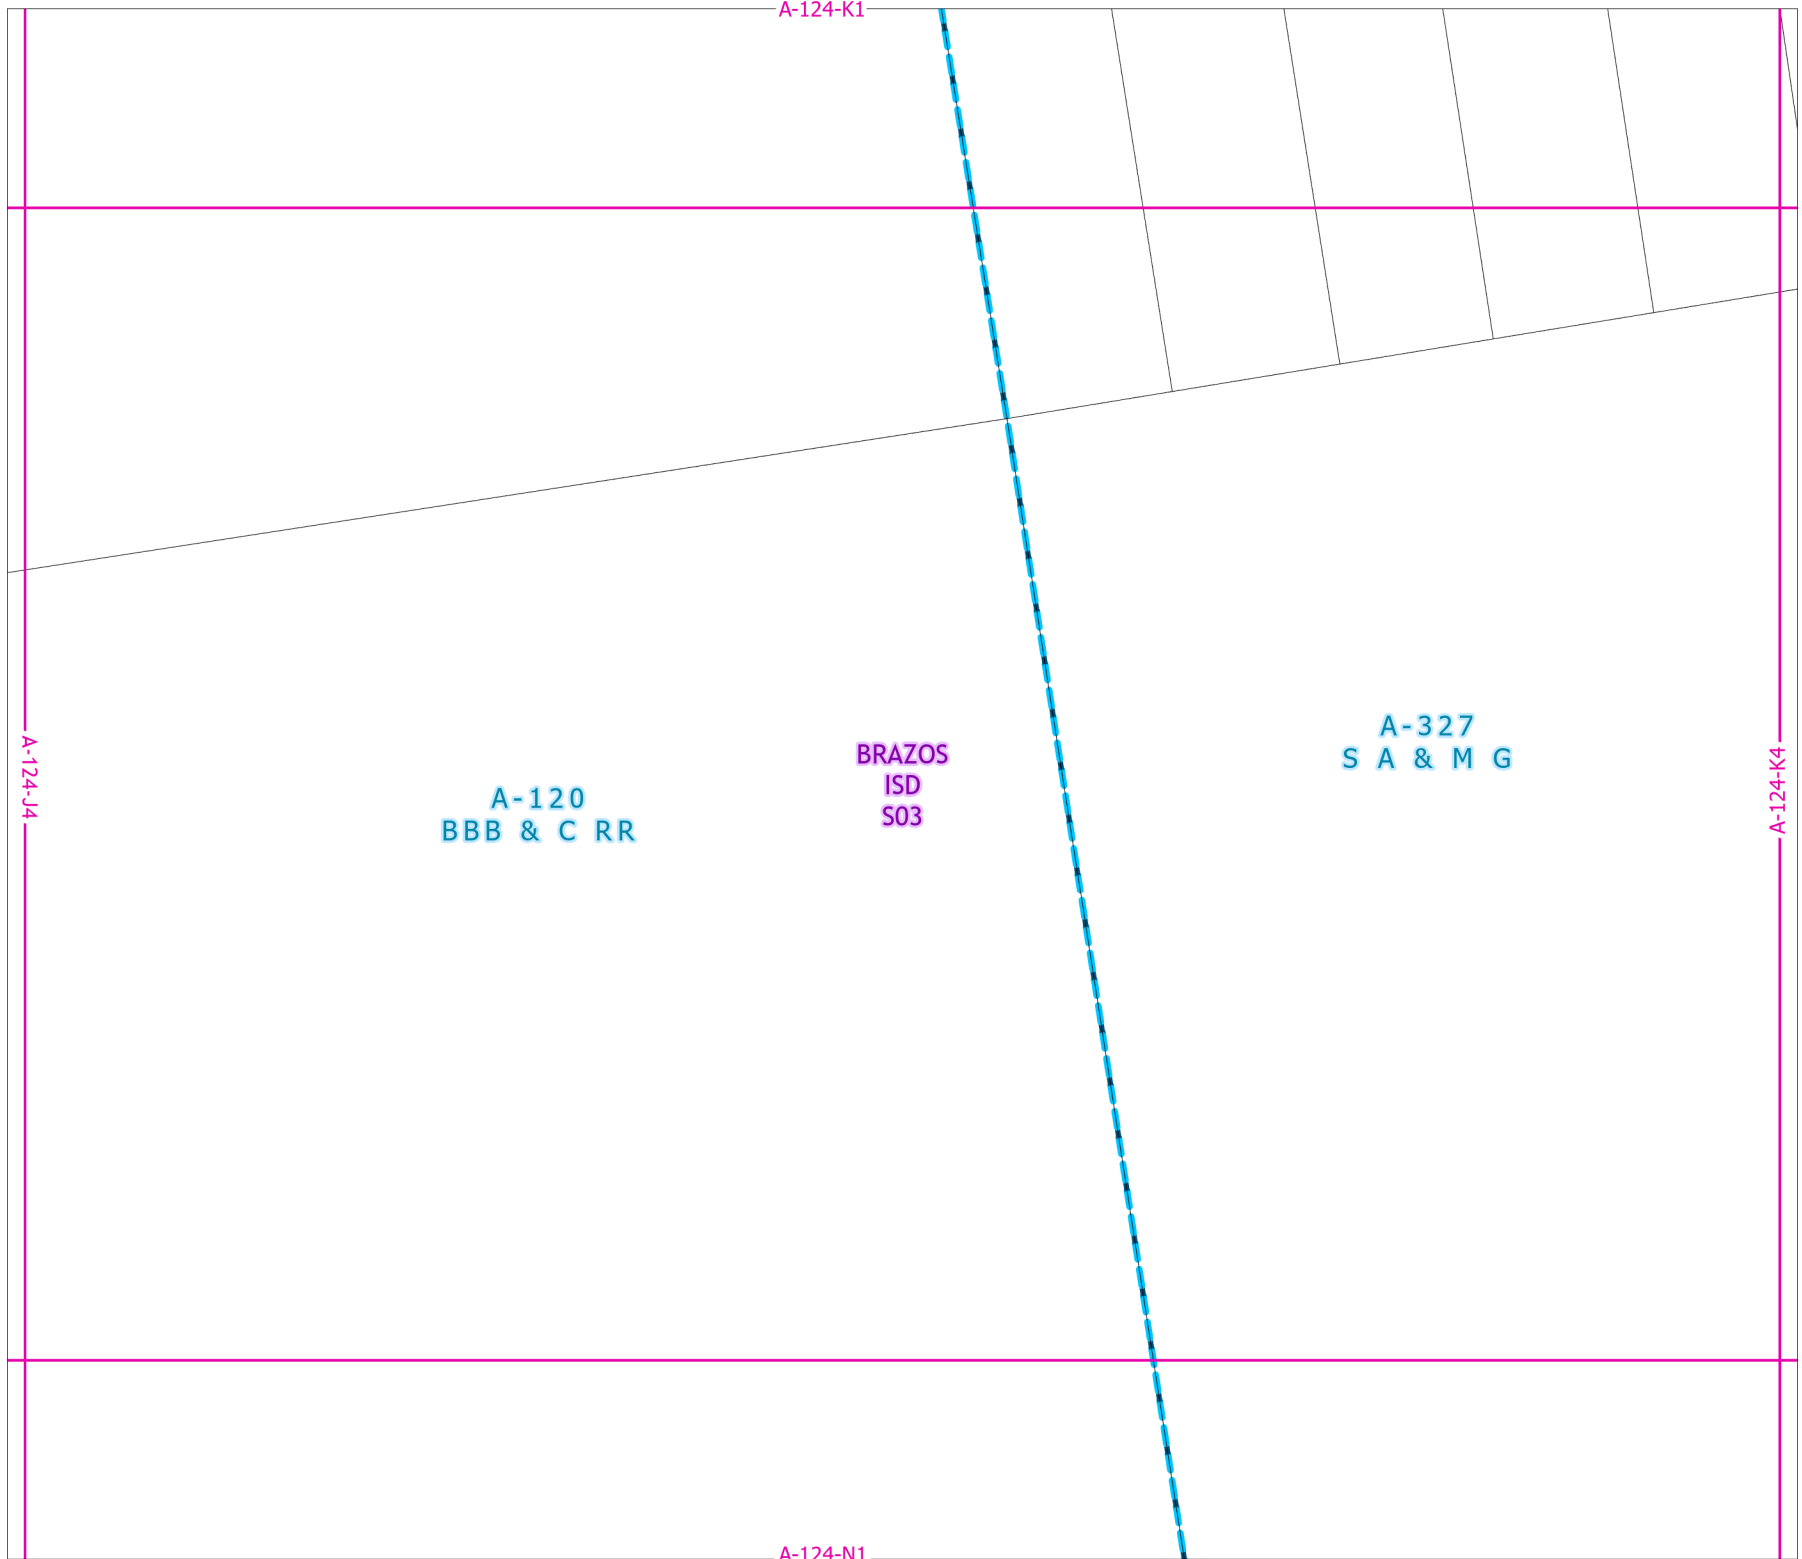 A-124-K1
A-327
S A & M G
BRAZOS
ISD
S03
A-120
BBB & C RR
A-124-J4
A-124-K4
A-124-N1